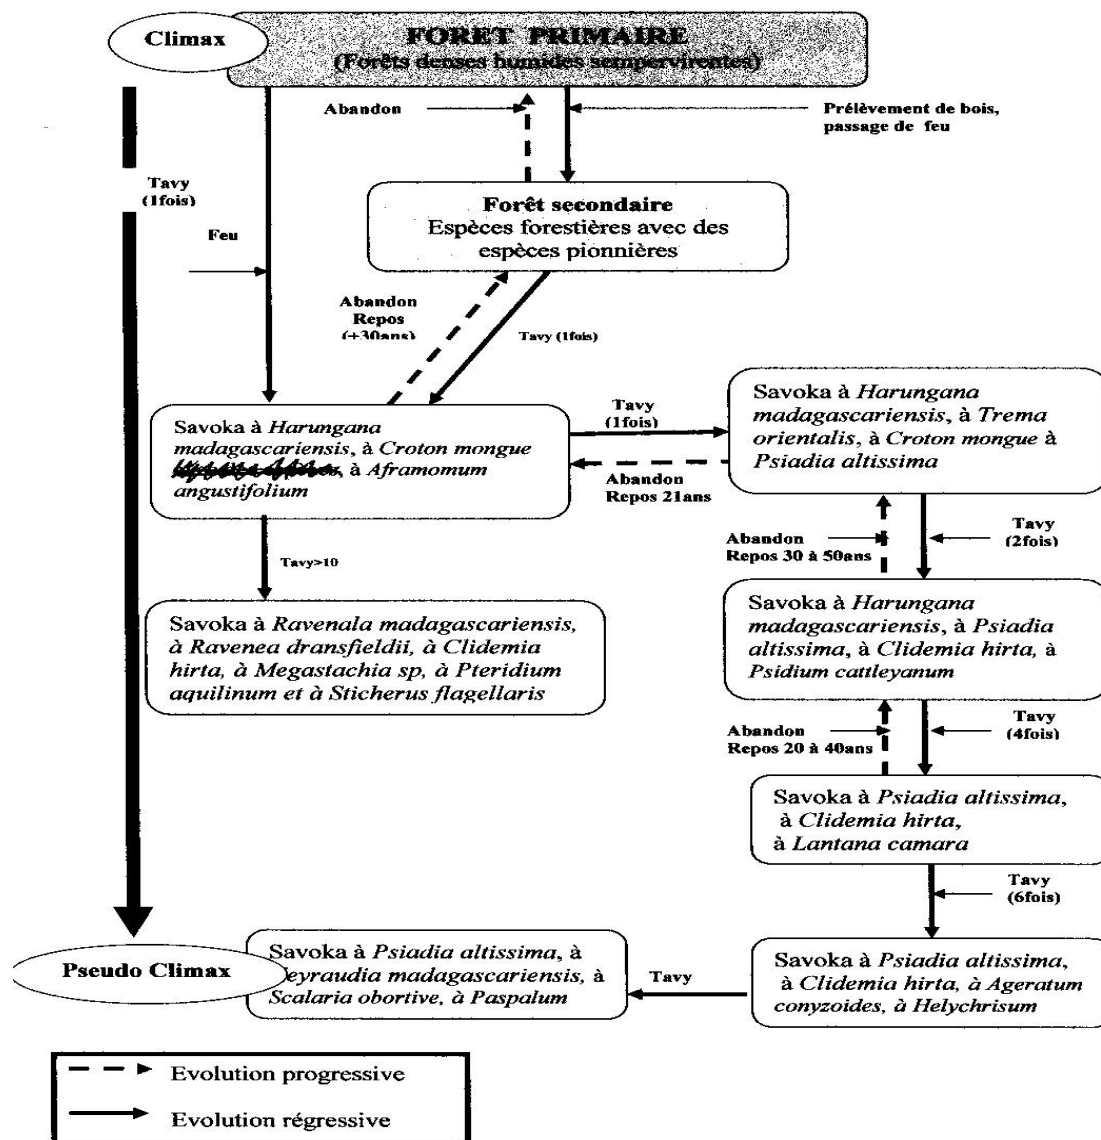 Climax
FORET PRIMAIRE
(Forêts denses humides sempervirentes)
Abandon
Prélèvement de bois,
passage de feu
Tavy
(1fois)
Feu
Forêt secondaire
Espèces forestières avec des
espèces pionnières
Abandon
Repos
(+30ans)
Tavy (1fois)
Savoka à Harungana
madagascariensis, à Croton mongue
, à Aframomum
angustifolium
Tavy
(1fois)
Abandon
Repos 21ans
Savoka à Harungana
madagascariensis, à Trema
orientalis, à Croton mongue à
Psiadia altissima
Abandon
Repos 30 à 50ans
Tavy
(2fois)
Tavy>10
Savoka à Ravenala madagascariensis,
à Ravenea dransfieldii, à Clidemia
hirta, à Megastachia sp, à Pteridium
aquilinum et à Sticherus flagellaris
Savoka à Harungana
madagascariensis, à Psiadia
altissima, à Clidemia hirta, à
Psidium cattleyanum
Abandon
Repos 20 à 40ans
Tavy
(4fois)
Savoka à Psiadia altissima,
à Clidemia hirta,
à Lantana camara
Tavy
(6fois)
Pseudo Climax
Savoka à Psiadia altissima, à
eyraudia madagascariensis, à
Scalaria obortive, à Paspalum
Tavy
Savoka à Psiadia altissima,
à Clidemia hirta, à Ageratum
conyzoides, à Helychrisum
Evolution progressive
Evolution régressive